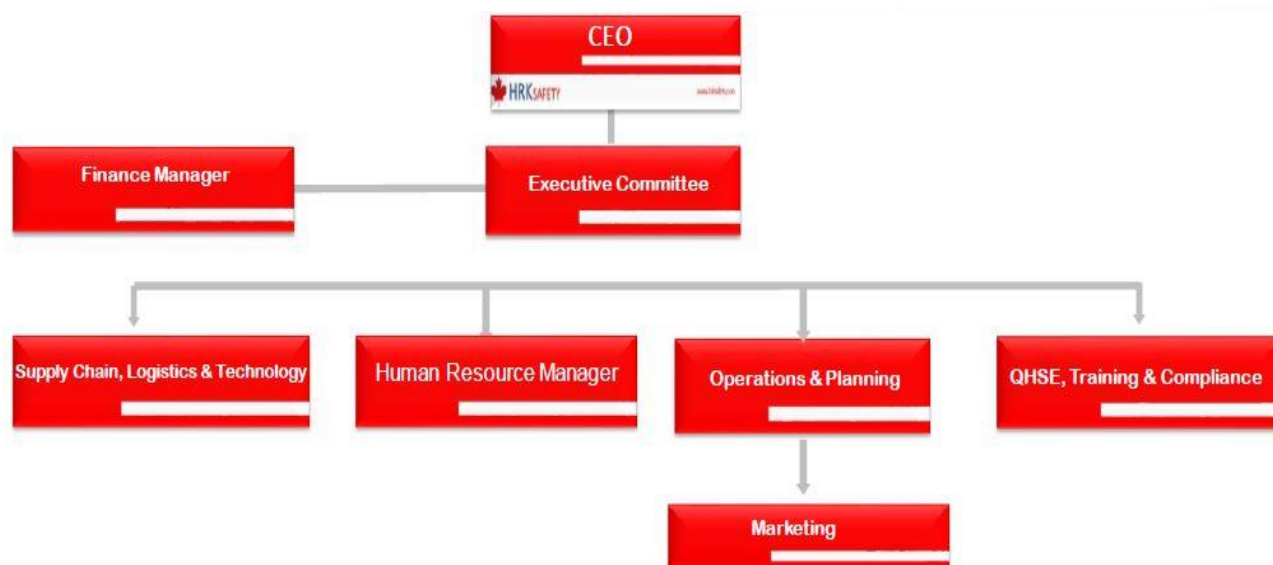 CEO
HRKSAFETY
Finance Manager
Executive Committee
Supply Chain, Logistics & Technology
Human Resource Manager
Operations & Planning
QHSE, Training & Compliance
Marketing